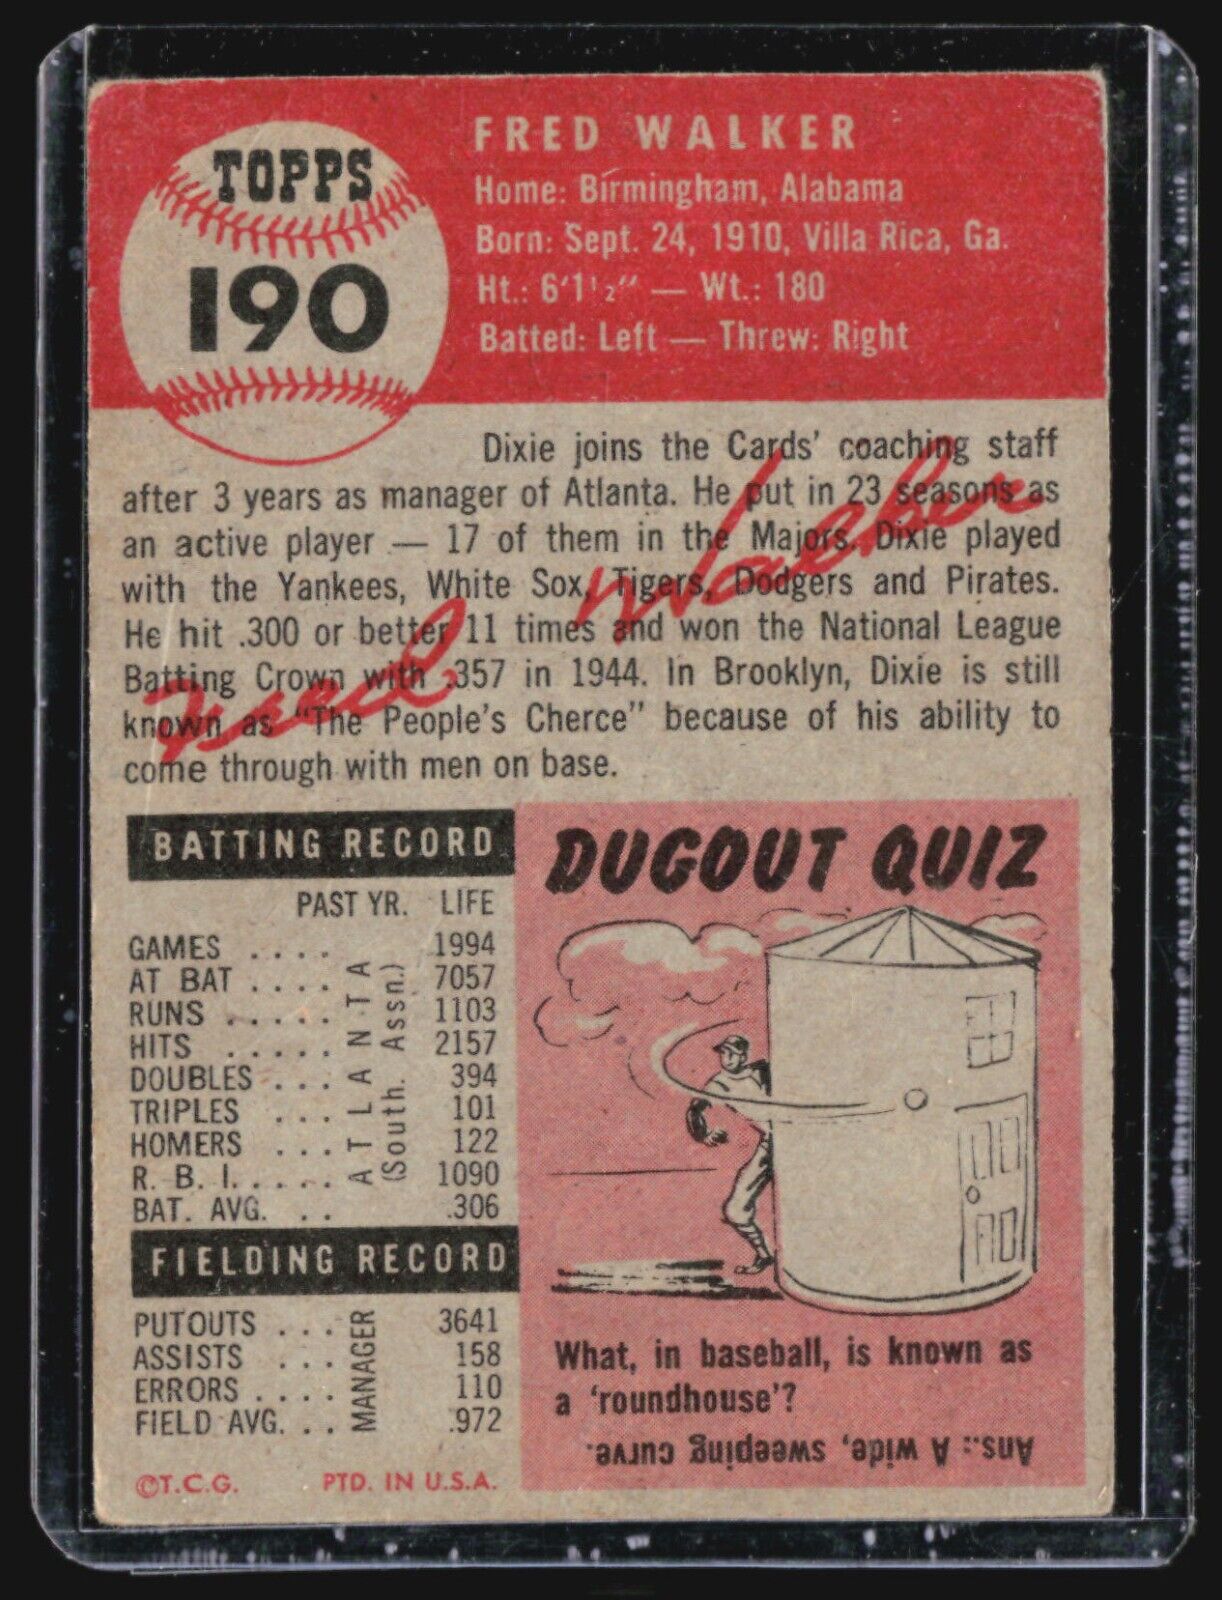 TOPPS
190
FRED WALKER
Home: Birmingham, Alabama
Born: Sept. 24, 1910, Villa Rica, Ga.
Ht.: 6'1½" — Wt.: 180
Batted: Left — Threw: Right
Dixie joins the Cards' coaching staff
after 3 years as manager of Atlanta. He put in 23 seasons as
an active player — 17 of them in the Majors. Dixie played
with the Yankees, White Sox, Tigers, Dodgers and Pirates.
He hit .300 or better 11 times and won the National League
Batting Crown with .357 in 1944. In Brooklyn, Dixie is still
known as "The People's Cherce" because of his ability to
come through with men on base.
Fred Walker
BATTING RECORD
PAST YR. LIFE
GAMES .... 1994
AT BAT .... 7057
RUNS ..... 1103
HITS ..... 2157
DOUBLES ... 394
TRIPLES ... 101
HOMERS ... 122
R. B. I. .... 1090
BAT. AVG. .. .306
ATLANTA
(South. Assn.)
FIELDING RECORD
PUTOUTS ... 3641
ASSISTS ... 158
ERRORS .... 110
FIELD AVG. .. .972
MANAGER
©T.C.G. PTD. IN U.S.A.
DUGOUT QUIZ
What, in baseball, is known as
a 'roundhouse'?
Ans.: A wide, sweeping curve.